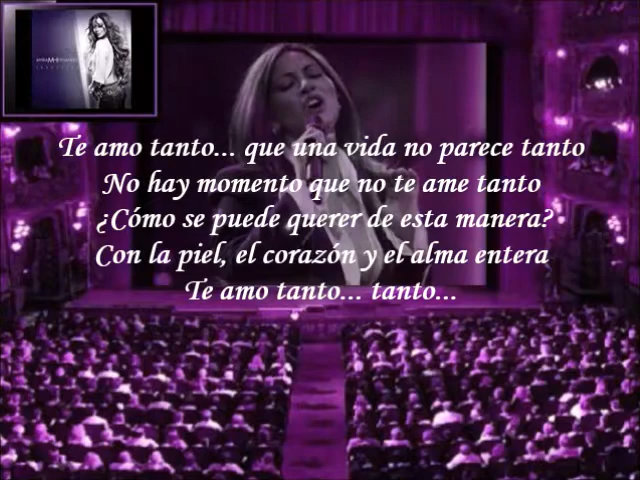 Te amo tanto... que una vida no parece tanto
No hay momento que no te ame tanto
¿Cómo se puede querer de esta manera?
Con la piel, el corazón y el alma entera
Te amo tanto... tanto...